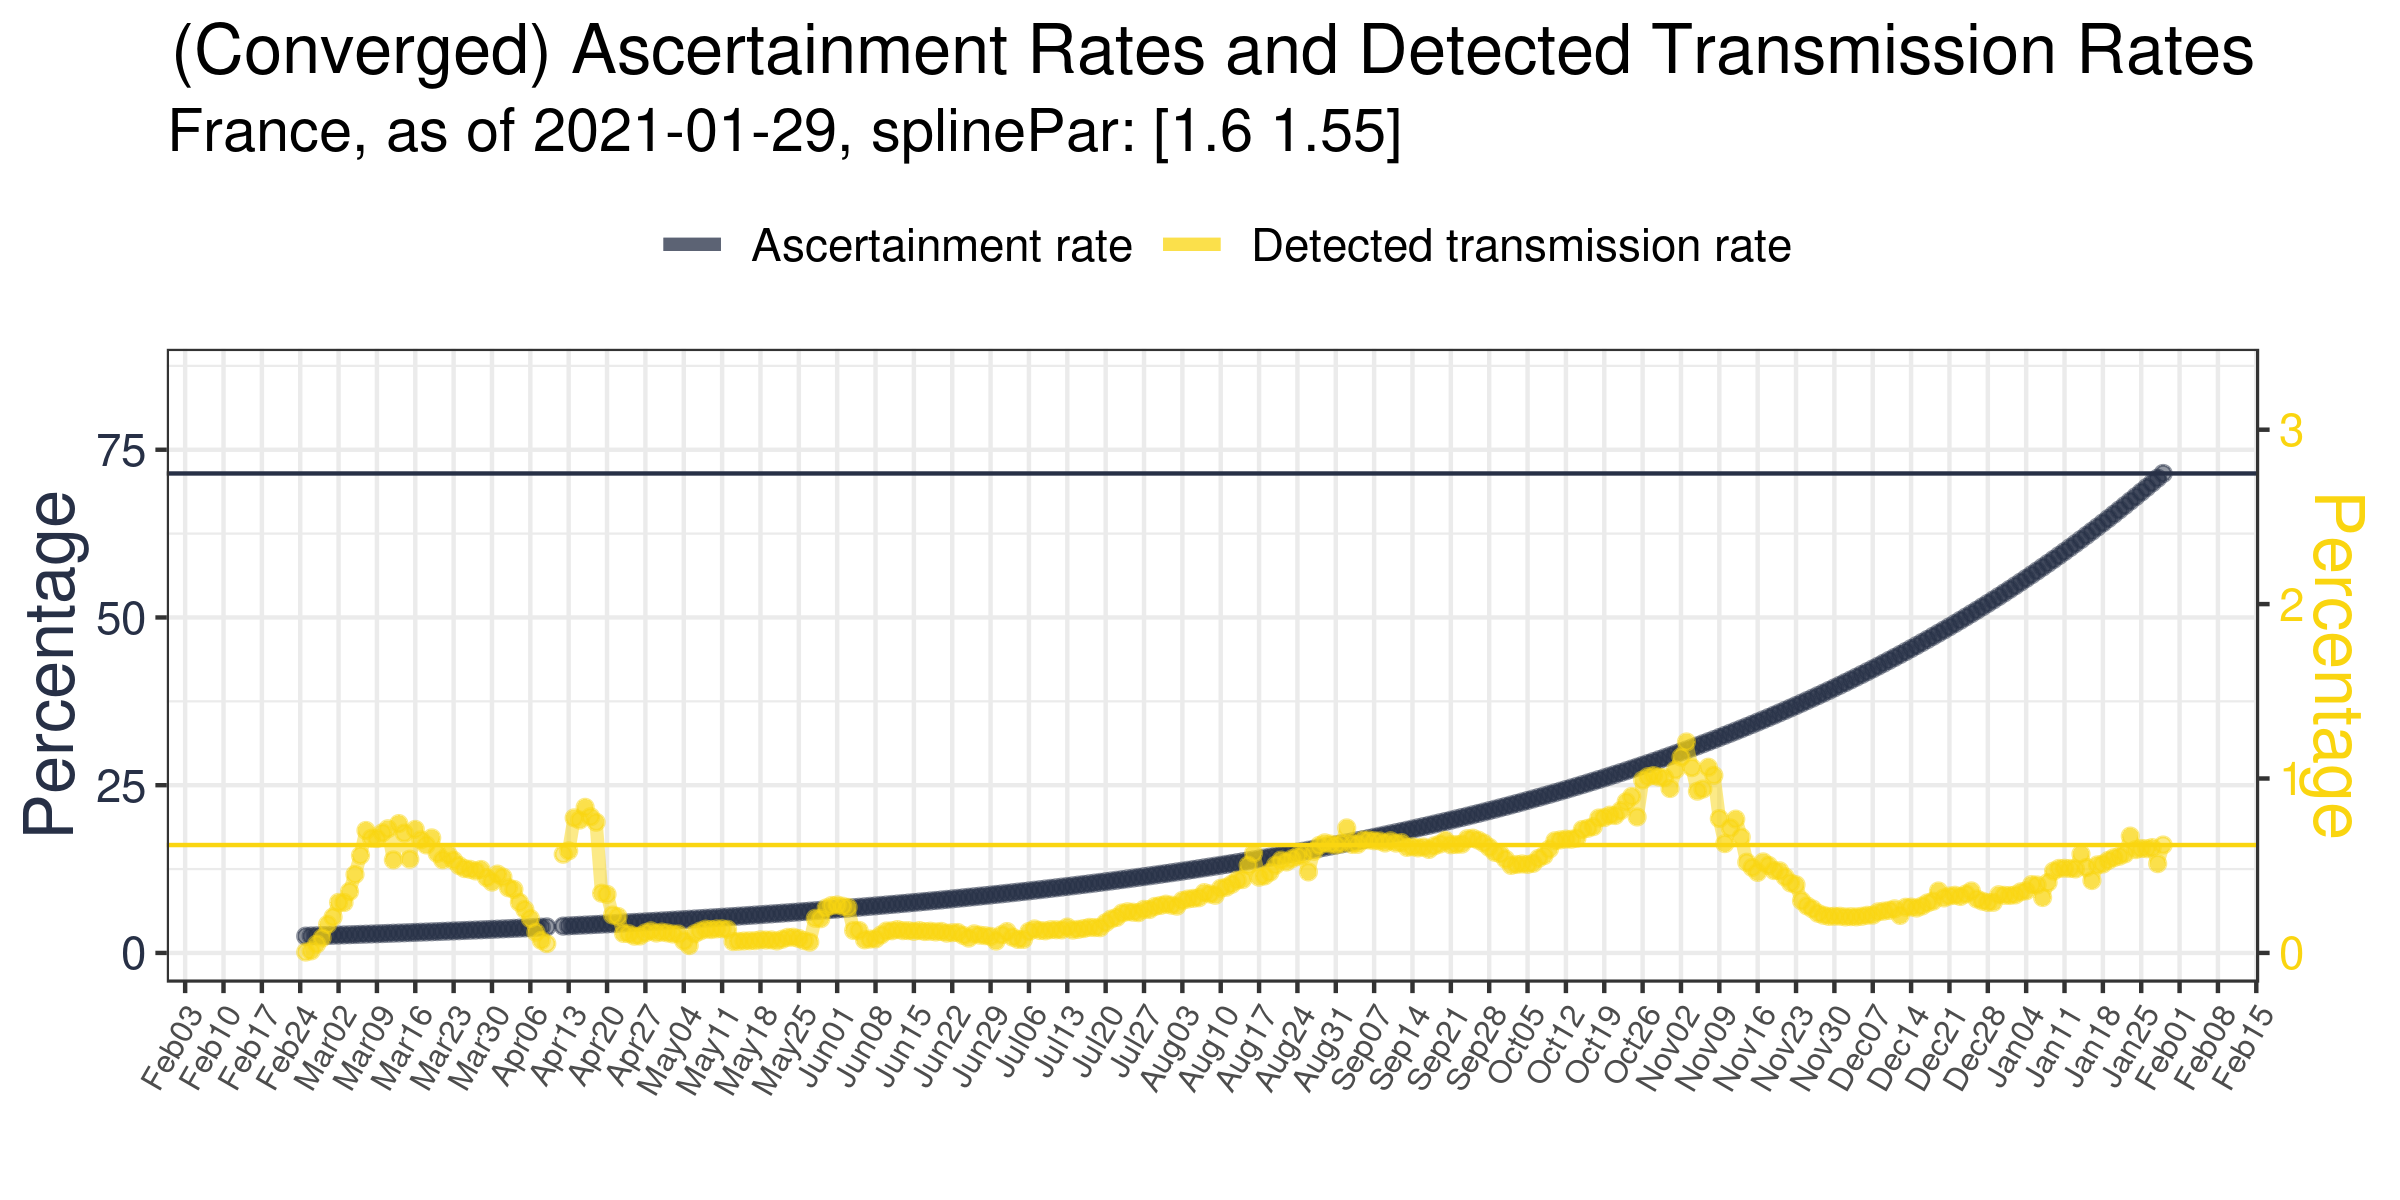 (Converged) Ascertainment Rates and Detected Transmission Rates
France, as of 2021-01-29, splinePar: [1.6 1.55]
Ascertainment rate
Detected transmission rate
Percentage
75
50
25
0
3
2
1
0
Percentage
Feb03
Feb10
Feb17
Feb24
Mar02
Mar09
Mar16
Mar23
Mar30
Apr06
Apr13
Apr20
Apr27
May04
May11
May18
May25
Jun01
Jun08
Jun15
Jun22
Jun29
Jul06
Jul13
Jul20
Jul27
Aug03
Aug10
Aug17
Aug24
Aug31
Sep07
Sep14
Sep21
Sep28
Oct05
Oct12
Oct19
Oct26
Nov02
Nov09
Nov16
Nov23
Nov30
Dec07
Dec14
Dec21
Dec28
Jan04
Jan11
Jan18
Jan25
Feb01
Feb08
Feb15